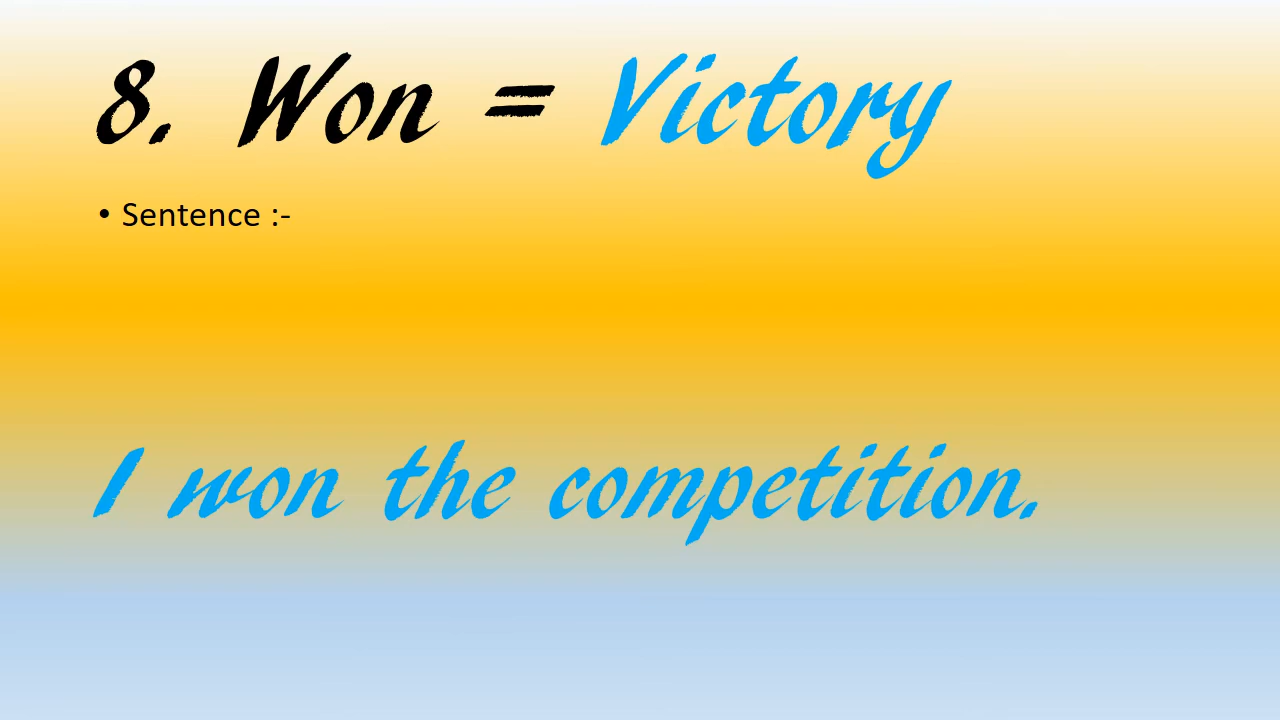 8. Won = Victory
• Sentence :-
I won the competition.